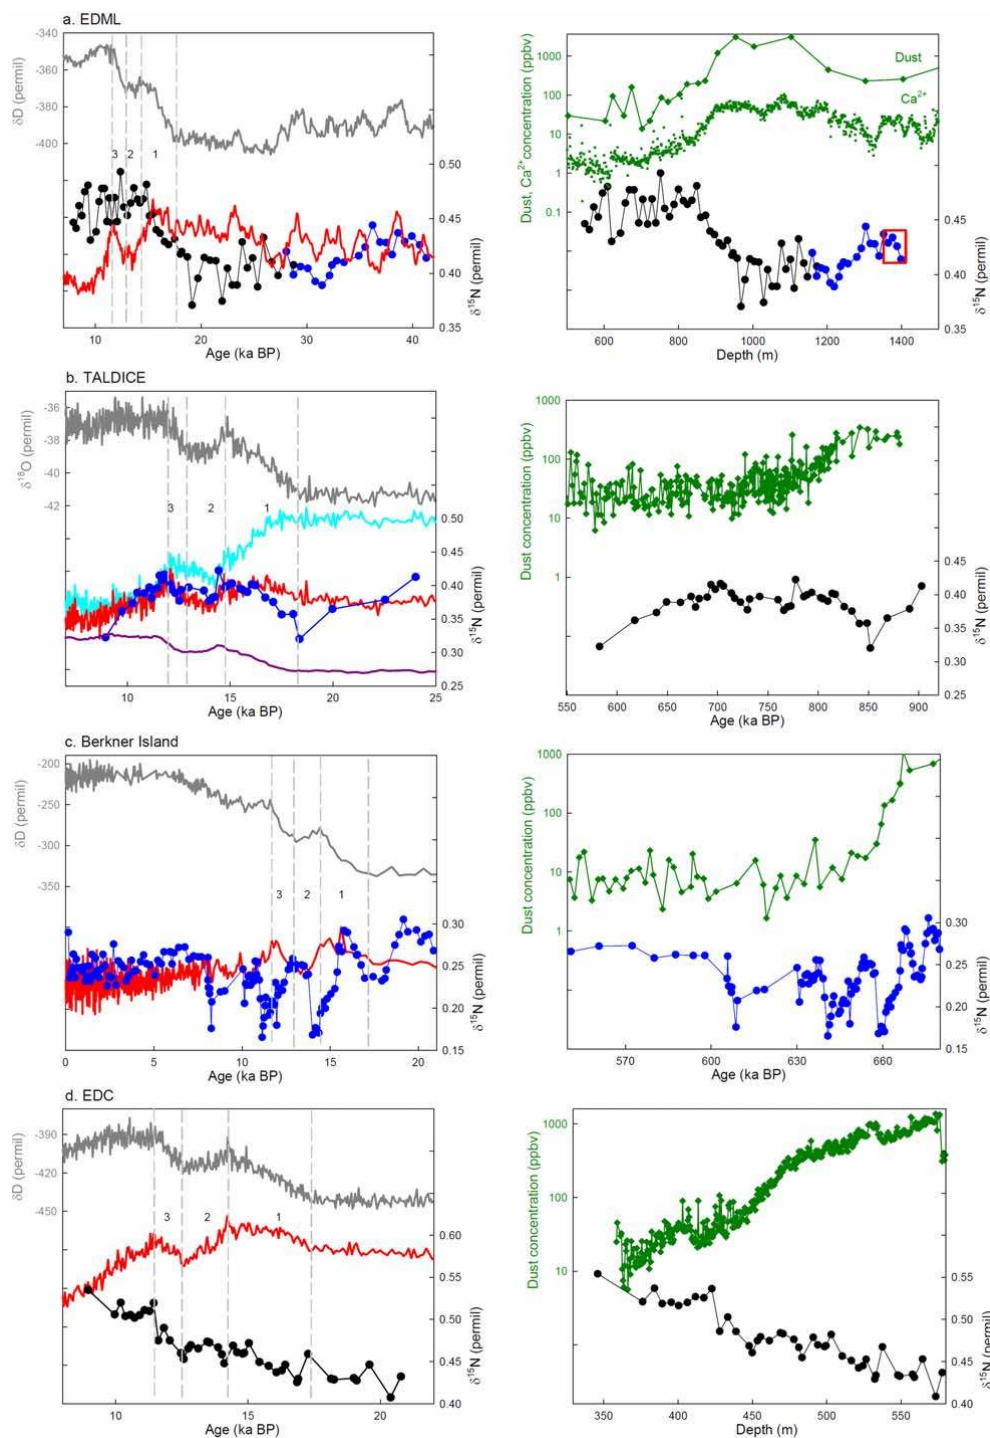 a. EDML
δD (permil)
-340
-360
-380
-400
3 2 1
0.50
0.45
0.40
0.35
δ¹⁵N (permil)
10 20 30 40
Age (ka BP)
Dust, Ca²⁺ concentration (ppbv)
1000
100
10
1
0.1
Dust
Ca²⁺
0.45
0.40
0.35
δ¹⁵N (permil)
600 800 1000 1200 1400
Depth (m)
b. TALDICE
δ¹⁸O (permil)
-36
-38
-40
-42
3 2 1
0.50
0.45
0.40
0.35
0.30
0.25
δ¹⁵N (permil)
10 15 20 25
Age (ka BP)
Dust concentration (ppbv)
1000
100
10
1
0.45
0.40
0.35
0.30
0.25
δ¹⁵N (permil)
550 600 650 700 750 800 850 900
Age (ka BP)
c. Berkner Island
δD (permil)
-200
-250
-300
-350
3 2 1
0.30
0.25
0.20
0.15
δ¹⁵N (permil)
0 5 10 15 20
Age (ka BP)
Dust concentration (ppbv)
1000
100
10
1
0.30
0.25
0.20
0.15
δ¹⁵N (permil)
570 600 630 660
Age (ka BP)
d. EDC
δD (permil)
-390
-420
-450
3 2 1
0.60
0.55
0.50
0.45
0.40
δ¹⁵N (permil)
10 15 20
Age (ka BP)
Dust concentration (ppbv)
1000
100
10
0.55
0.50
0.45
0.40
δ¹⁵N (permil)
350 400 450 500 550
Depth (m)